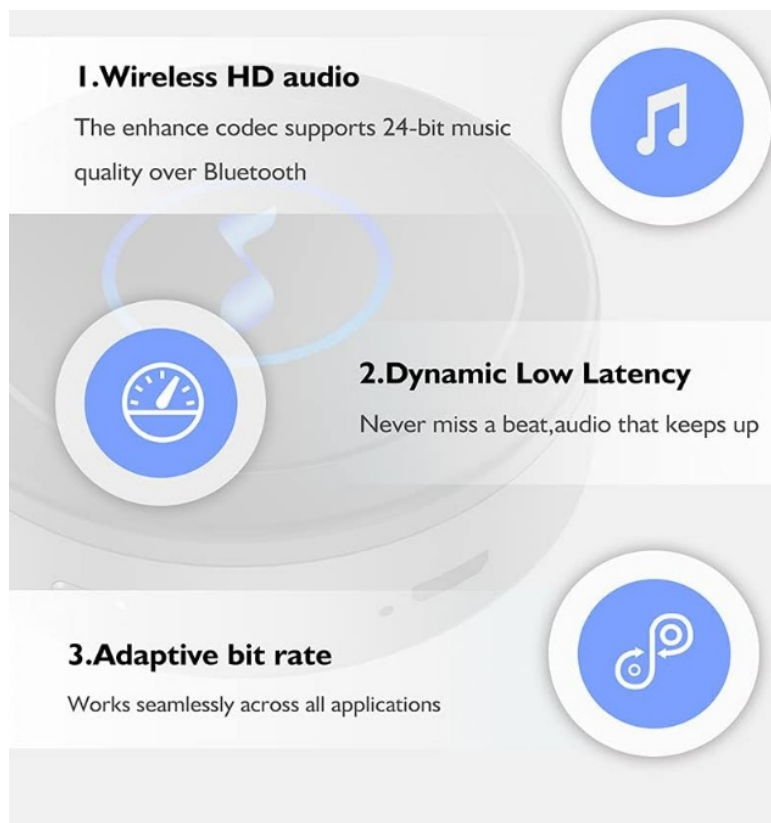 1.Wireless HD audio
The enhance codec supports 24-bit music
quality over Bluetooth
2.Dynamic Low Latency
Never miss a beat,audio that keeps up
3.Adaptive bit rate
Works seamlessly across all applications